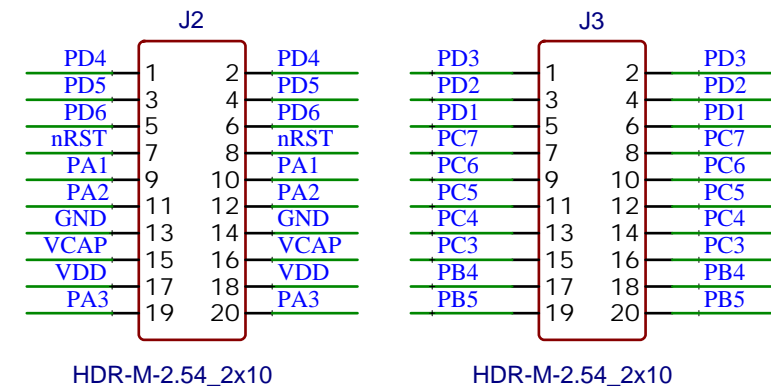 J2 J3
PD4 PD4 PD3 PD3
1 2 1 2
PD5 PD5 PD2 PD2
3 4 3 4
PD6 PD6 PD1 PD1
5 6 5 6
nRST nRST PC7 PC7
7 8 7 8
PA1 PA1 PC6 PC6
9 10 9 10
PA2 PA2 PC5 PC5
11 12 11 12
GND GND PC4 PC4
13 14 13 14
VCAP VCAP PC3 PC3
15 16 15 16
VDD VDD PB4 PB4
17 18 17 18
PA3 PA3 PB5 PB5
19 20 19 20
HDR-M-2.54_2x10 HDR-M-2.54_2x10